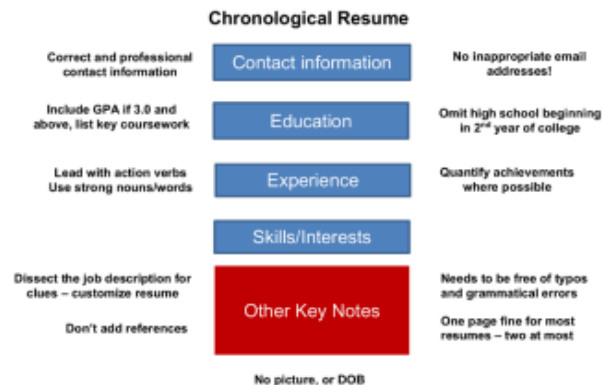 Chronological Resume
Correct and professional
contact information
Contact information
No inappropriate email
addresses!
Include GPA if 3.0 and
above, list key coursework
Education
Omit high school beginning
in 2nd year of college
Lead with action verbs
Use strong nouns/words
Experience
Quantify achievements
where possible
Skills/Interests
Dissect the job description for
clues – customize resume
Don't add references
Other Key Notes
Needs to be free of typos
and grammatical errors
One page fine for most
resumes – two at most
No picture, or DOB